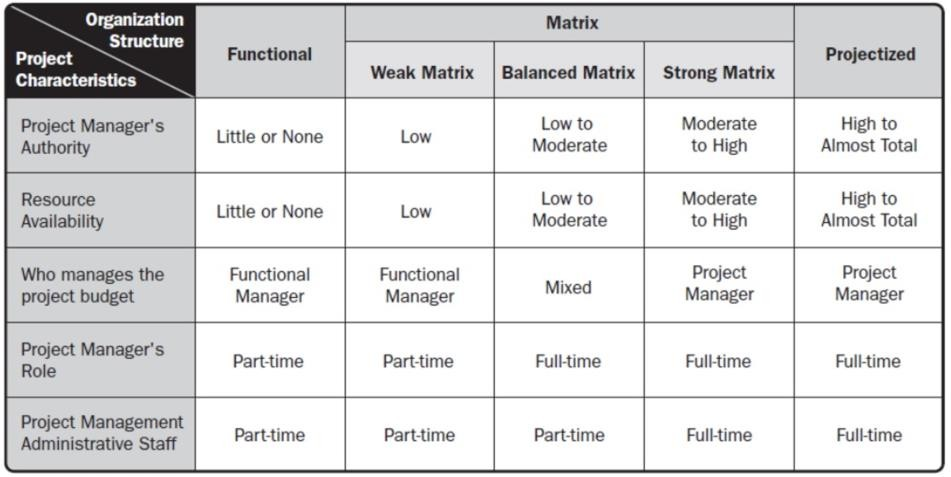 Organization
Structure
Project
Characteristics
Functional
Matrix
Weak Matrix
Balanced Matrix
Strong Matrix
Projectized
Project Manager's
Authority
Little or None
Low
Low to
Moderate
Moderate
to High
High to
Almost Total
Resource
Availability
Little or None
Low
Low to
Moderate
Moderate
to High
High to
Almost Total
Who manages the
project budget
Functional
Manager
Functional
Manager
Mixed
Project
Manager
Project
Manager
Project Manager's
Role
Part-time
Part-time
Full-time
Full-time
Full-time
Project Management
Administrative Staff
Part-time
Part-time
Part-time
Full-time
Full-time